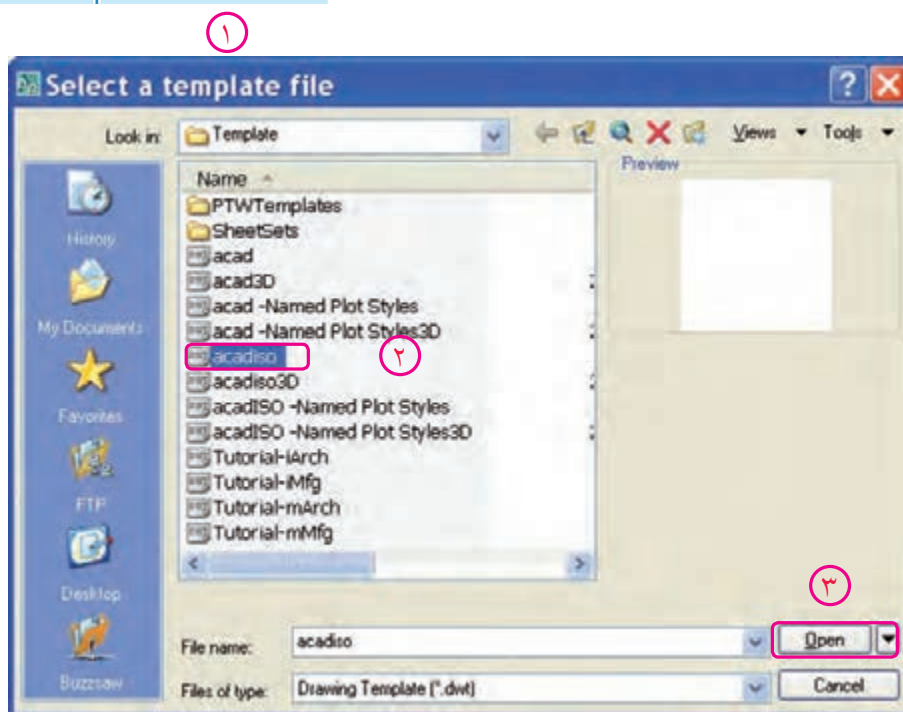 ۱
Select a template file
Look in: Template Views Tools
Name
Preview
PTWTemplates
SheetSets
acad
acad3D
acad -Named Plot Styles
acad -Named Plot Styles3D
acadiso ۲
acadiso3D
acadISO -Named Plot Styles
acadISO -Named Plot Styles3D
Tutorial-iArch
Tutorial-iMfg
Tutorial-mArch
Tutorial-mMfg
History
My Documents
Favorites
FTP
Desktop
Buzzsaw
۳
File name: acadiso Open
Files of type: Drawing Template (*.dwt) Cancel